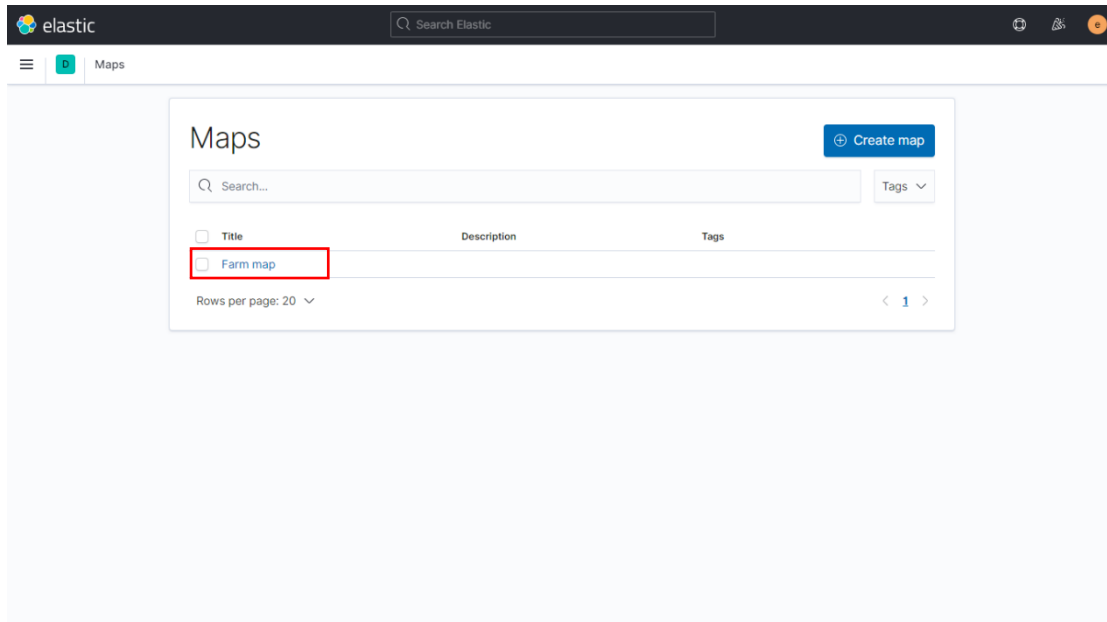 elastic
Search Elastic
e
D
Maps
Maps
Create map
Search...
Tags
Title Description Tags
Farm map
Rows per page: 20
1